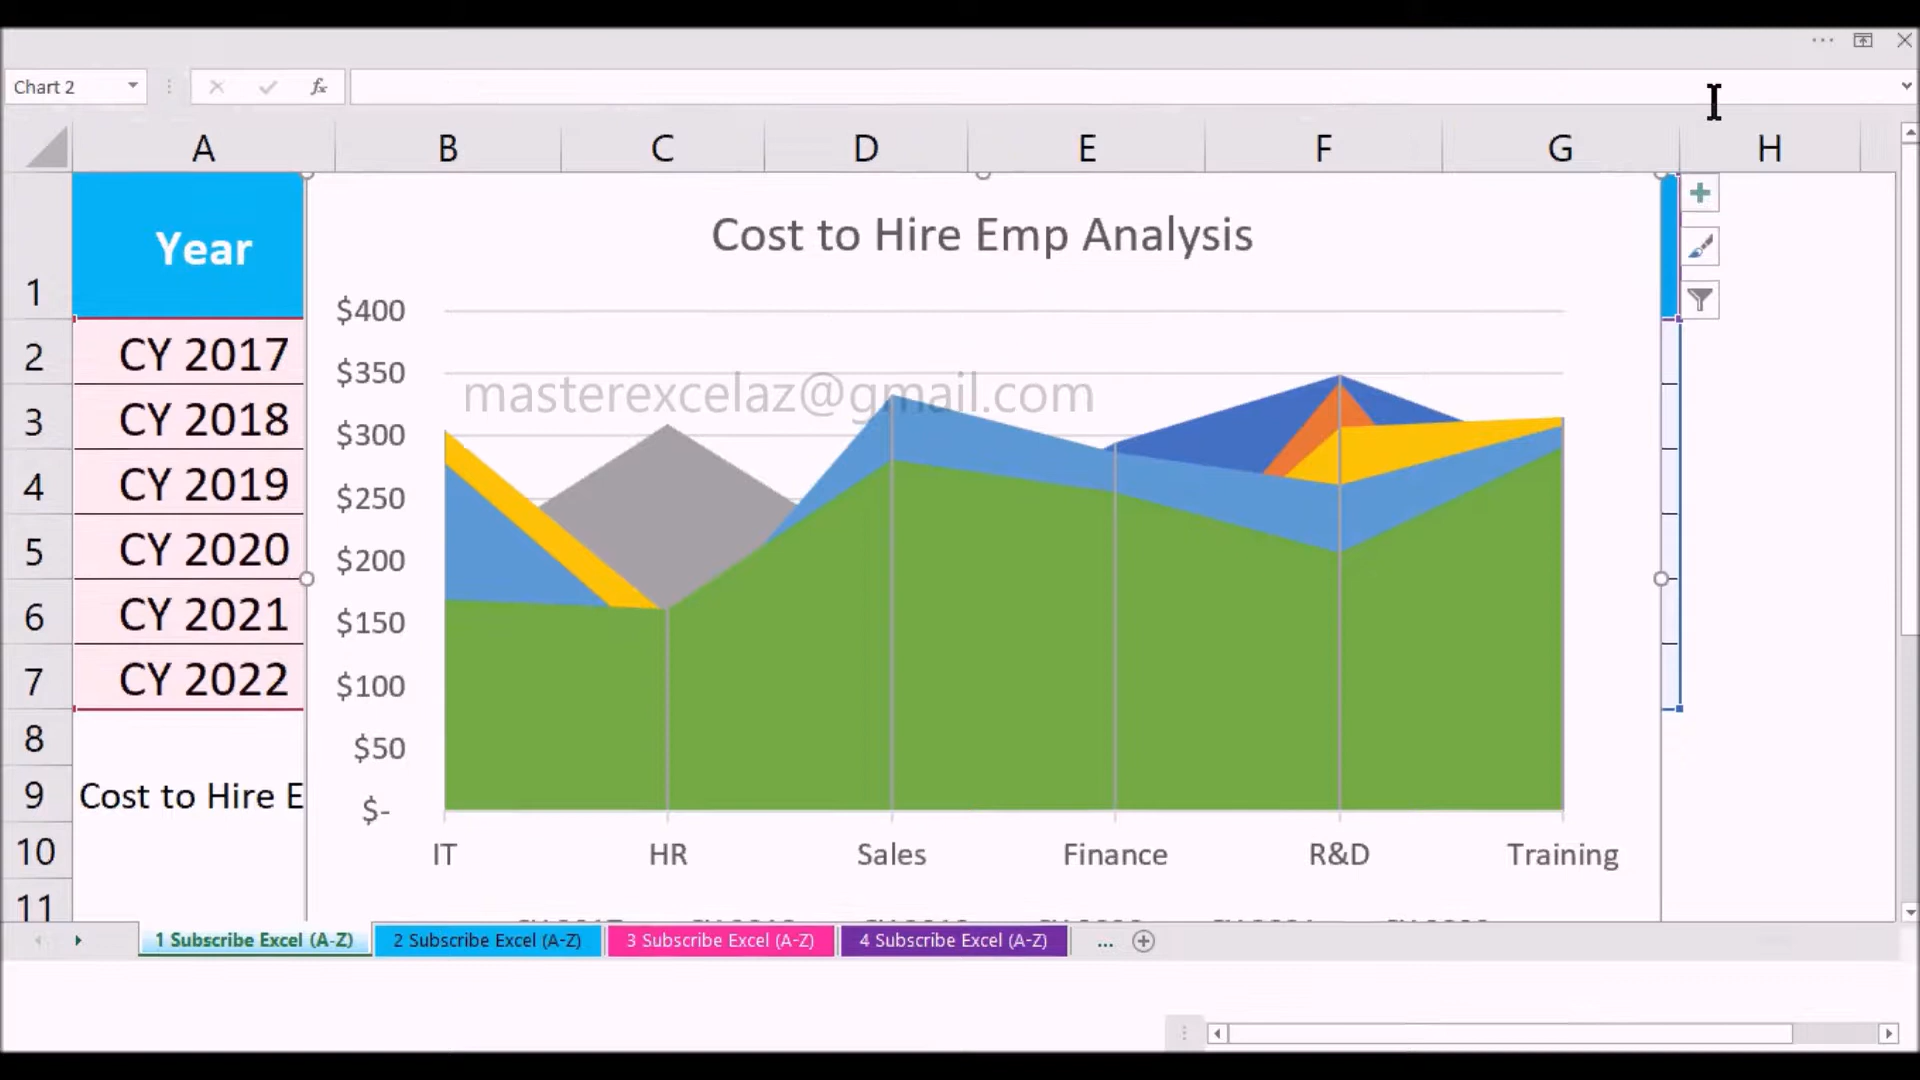 Chart 2
fx
A B C D E F G H
1 Year
2 CY 2017
3 CY 2018
4 CY 2019
5 CY 2020
6 CY 2021
7 CY 2022
8
9 Cost to Hire E
10
11
Cost to Hire Emp Analysis
masterexcelaz@gmail.com
$400
$350
$300
$250
$200
$150
$100
$50
$-
IT HR Sales Finance R&D Training
1 Subscribe Excel (A-Z) 2 Subscribe Excel (A-Z) 3 Subscribe Excel (A-Z) 4 Subscribe Excel (A-Z) ...